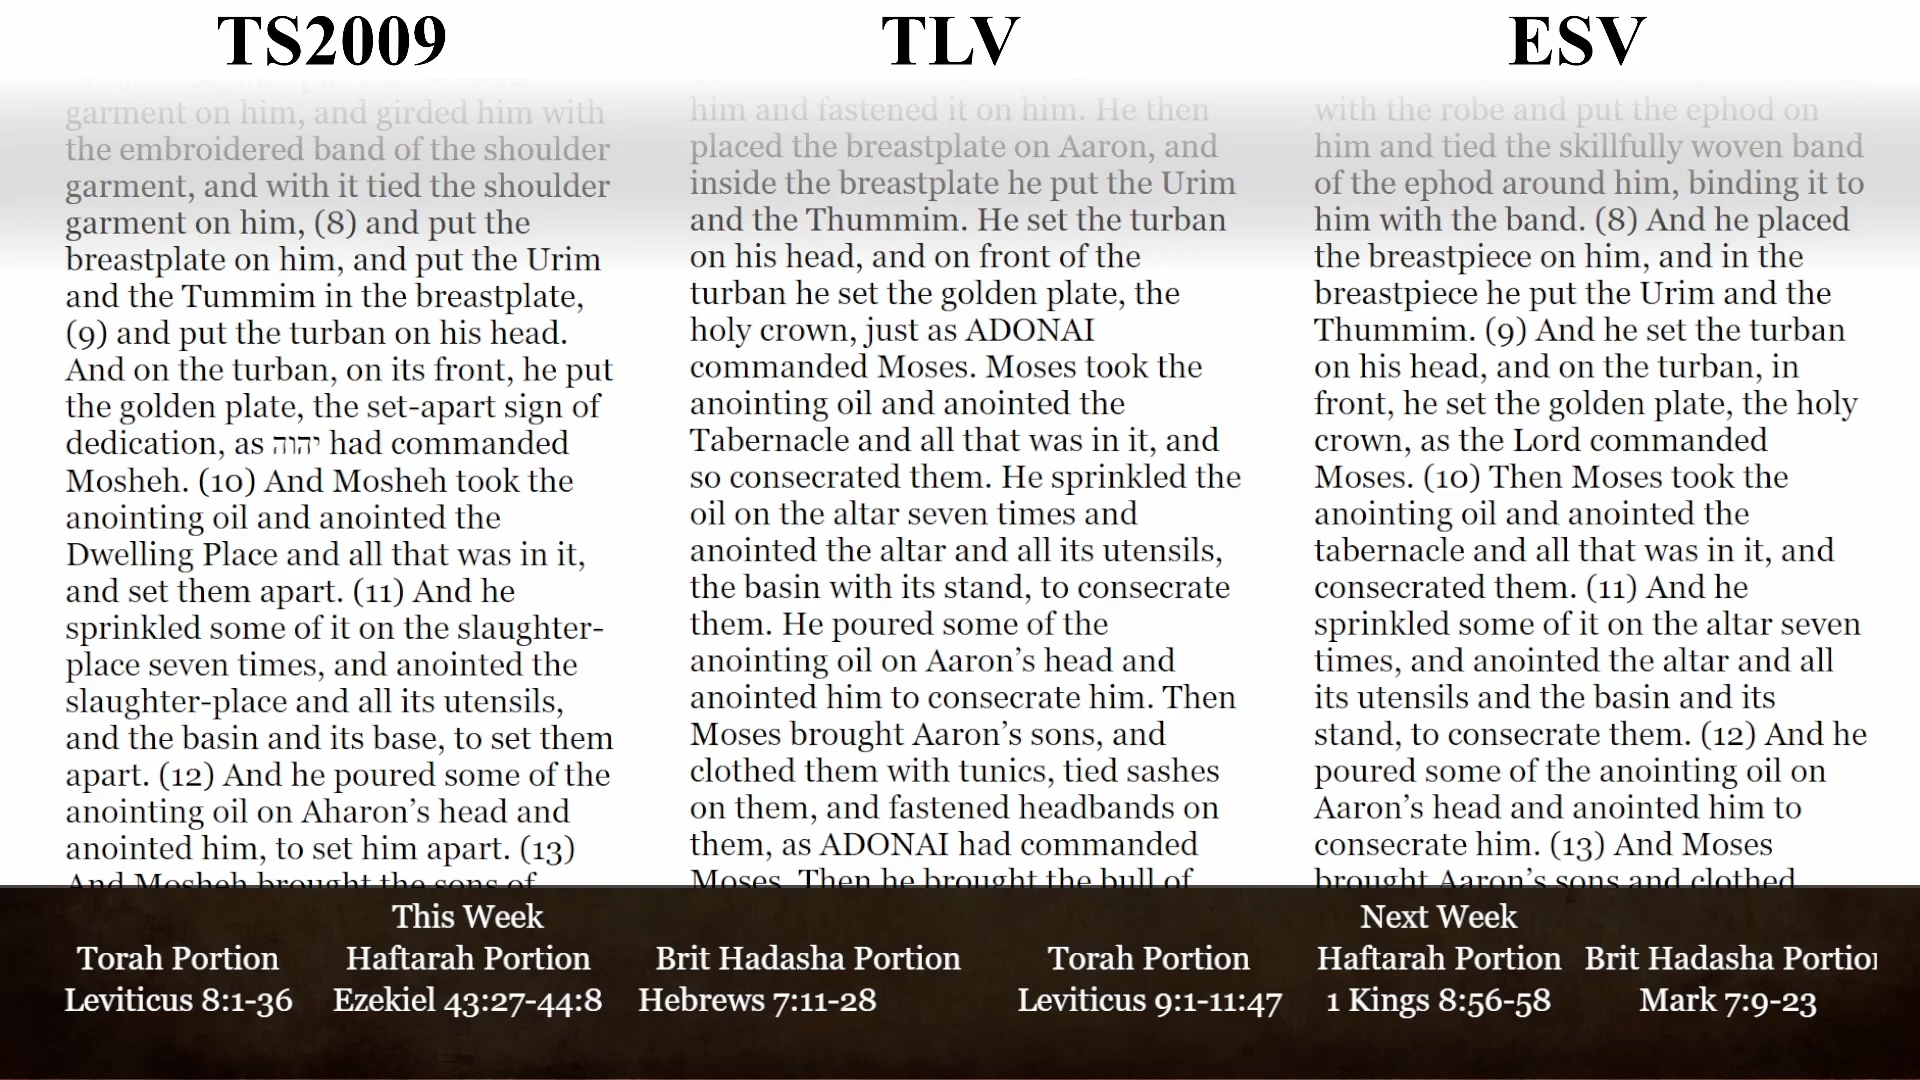 TS2009
garment on him, and girded him with
the embroidered band of the shoulder
garment, and with it tied the shoulder
garment on him, (8) and put the
breastplate on him, and put the Urim
and the Tummim in the breastplate,
(9) and put the turban on his head.
And on the turban, on its front, he put
the golden plate, the set-apart sign of
dedication, as יהוה had commanded
Mosheh. (10) And Mosheh took the
anointing oil and anointed the
Dwelling Place and all that was in it,
and set them apart. (11) And he
sprinkled some of it on the slaughter-
place seven times, and anointed the
slaughter-place and all its utensils,
and the basin and its base, to set them
apart. (12) And he poured some of the
anointing oil on Aharon’s head and
anointed him, to set him apart. (13)
And Mosheh brought the sons of
TLV
him and fastened it on him. He then
placed the breastplate on Aaron, and
inside the breastplate he put the Urim
and the Thummim. He set the turban
on his head, and on front of the
turban he set the golden plate, the
holy crown, just as ADONAI
commanded Moses. Moses took the
anointing oil and anointed the
Tabernacle and all that was in it, and
so consecrated them. He sprinkled the
oil on the altar seven times and
anointed the altar and all its utensils,
the basin with its stand, to consecrate
them. He poured some of the
anointing oil on Aaron’s head and
anointed him to consecrate him. Then
Moses brought Aaron’s sons, and
clothed them with tunics, tied sashes
on them, and fastened headbands on
them, as ADONAI had commanded
Moses. Then he brought the bull of
ESV
with the robe and put the ephod on
him and tied the skillfully woven band
of the ephod around him, binding it to
him with the band. (8) And he placed
the breastpiece on him, and in the
breastpiece he put the Urim and the
Thummim. (9) And he set the turban
on his head, and on the turban, in
front, he set the golden plate, the holy
crown, as the Lord commanded
Moses. (10) Then Moses took the
anointing oil and anointed the
tabernacle and all that was in it, and
consecrated them. (11) And he
sprinkled some of it on the altar seven
times, and anointed the altar and all
its utensils and the basin and its
stand, to consecrate them. (12) And he
poured some of the anointing oil on
Aaron’s head and anointed him to
consecrate him. (13) And Moses
brought Aaron’s sons and clothed
This Week
Torah Portion Haftarah Portion Brit Hadasha Portion
Leviticus 8:1-36 Ezekiel 43:27-44:8 Hebrews 7:11-28
Next Week
Torah Portion Haftarah Portion Brit Hadasha Portion
Leviticus 9:1-11:47 1 Kings 8:56-58 Mark 7:9-23